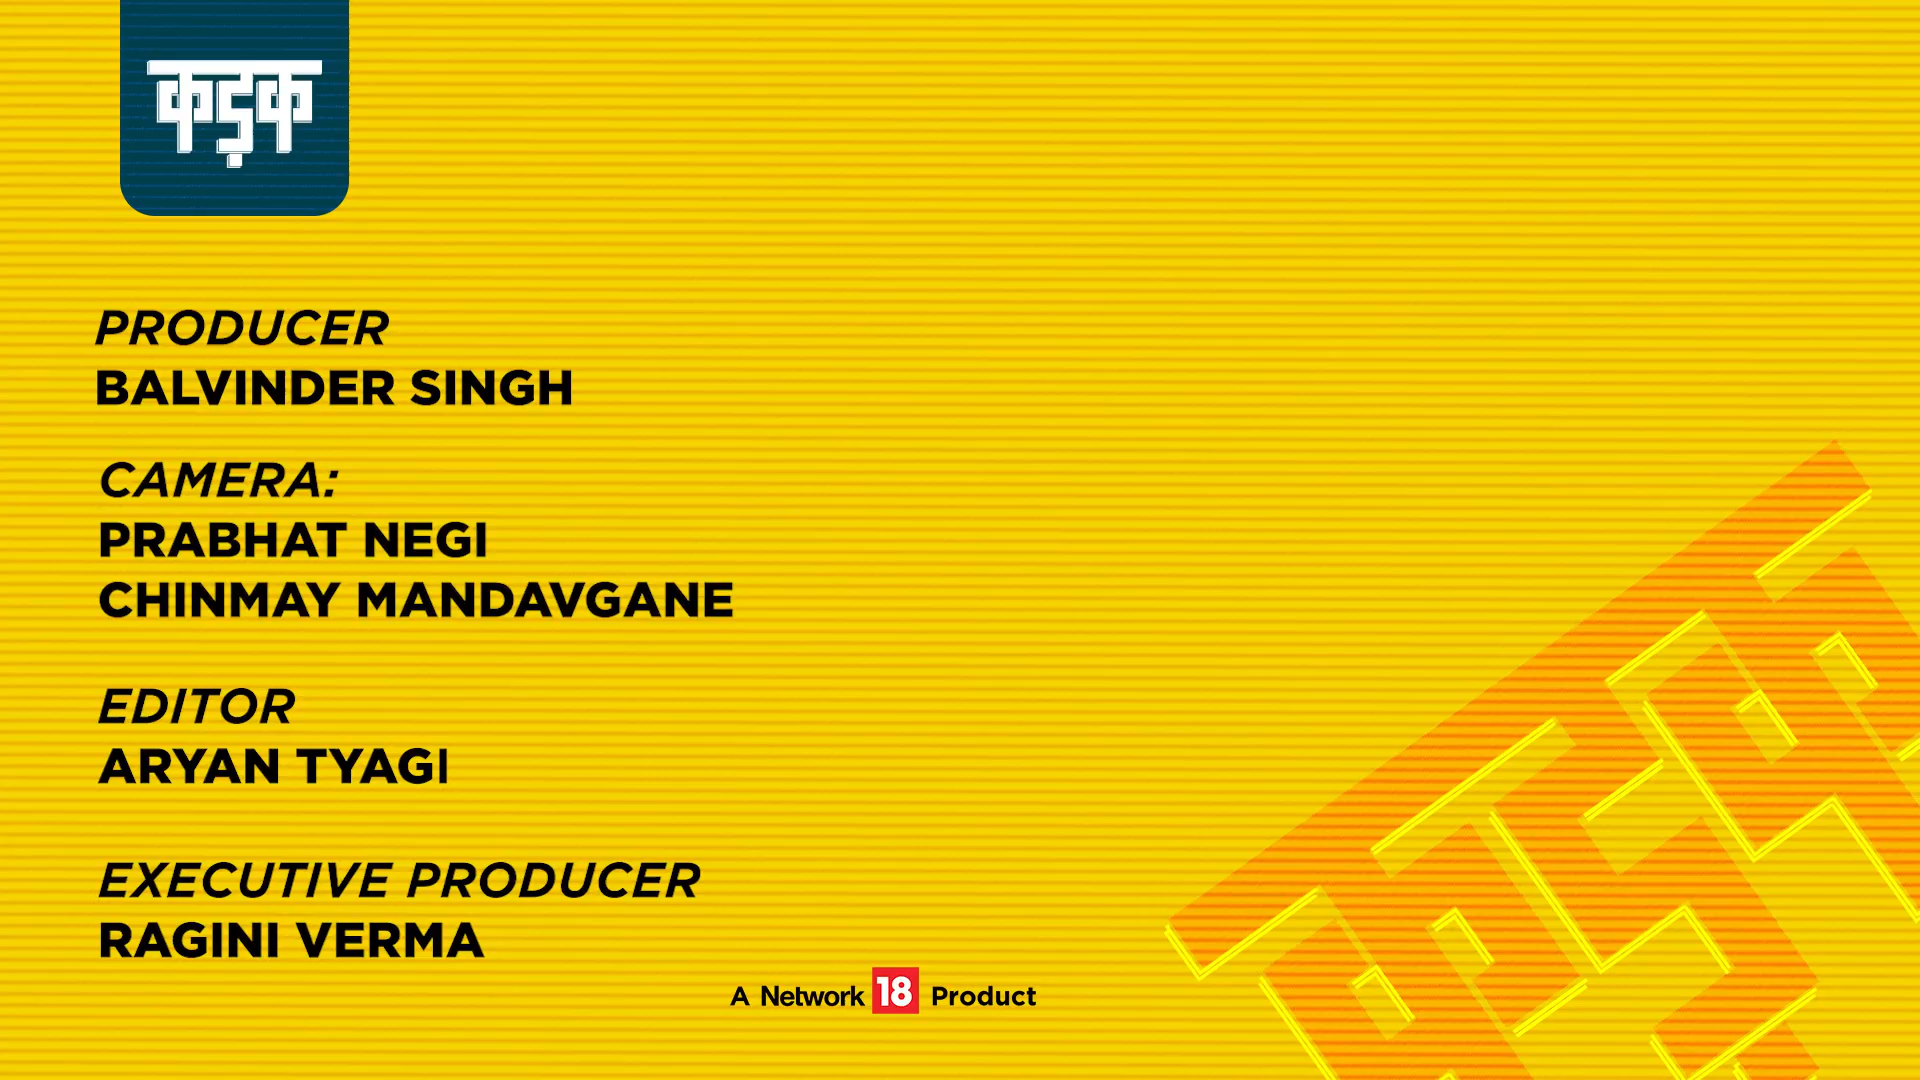 कड़क
PRODUCER
BALVINDER SINGH
CAMERA:
PRABHAT NEGI
CHINMAY MANDAVGANE
EDITOR
ARYAN TYAGI
EXECUTIVE PRODUCER
RAGINI VERMA
A Network 18 Product
कड़क